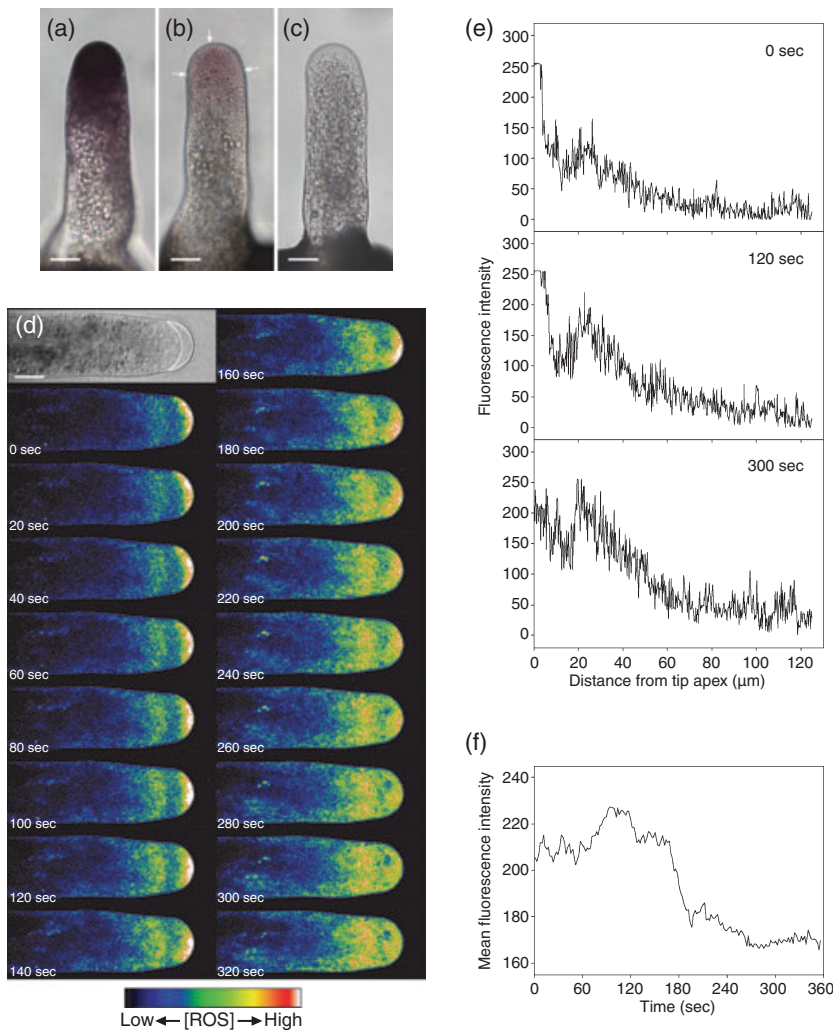 (a)
(b)
(c)
(d)
0 sec
20 sec
40 sec
60 sec
80 sec
100 sec
120 sec
140 sec
160 sec
180 sec
200 sec
220 sec
240 sec
260 sec
280 sec
300 sec
320 sec
Low ← [ROS] → High
(e)
0 sec
300
250
200
150
100
50
0
120 sec
300
250
200
150
100
50
0
300 sec
300
250
200
150
100
50
0
Fluorescence intensity
0 20 40 60 80 100 120
Distance from tip apex (μm)
(f)
240
220
200
180
160
Mean fluorescence intensity
0 60 120 180 240 300 360
Time (sec)